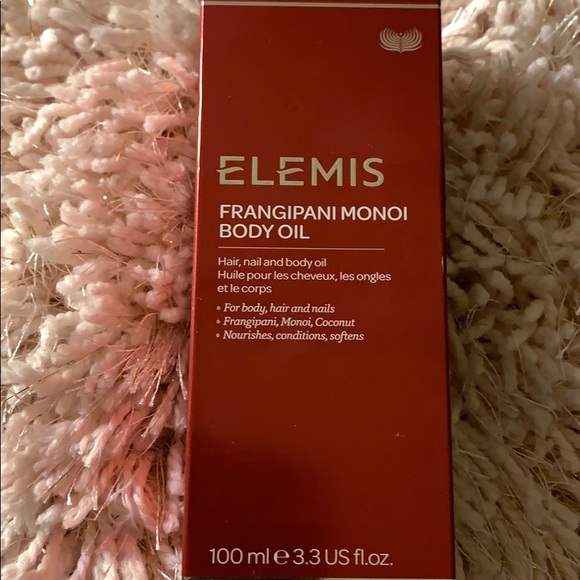 ELEMIS
FRANGIPANI MONOI
BODY OIL
Hair, nail and body oil
Huile pour les cheveux, les ongles
et le corps
• For body, hair and nails
• Frangipani, Monoi, Coconut
• Nourishes, conditions, softens
100 ml ℮ 3.3 US fl.oz.